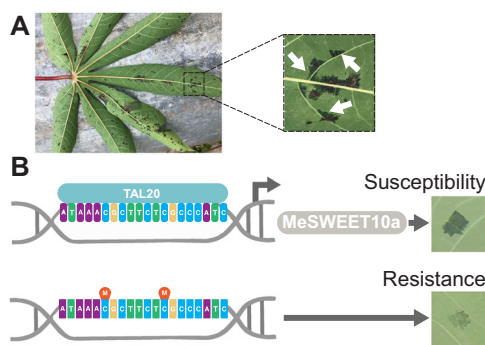 A
B
Susceptibility
TAL20
ATAAACGCTTCTCGCCCATC
MeSWEET10a
Resistance
M M
ATAAACGCTTCTCGCCCATC